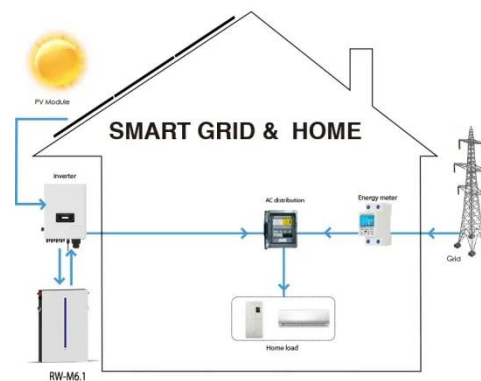 PV Module
SMART GRID & HOME
Inverter
AC distribution
Energy meter
Grid
Home load
RW-M6.1